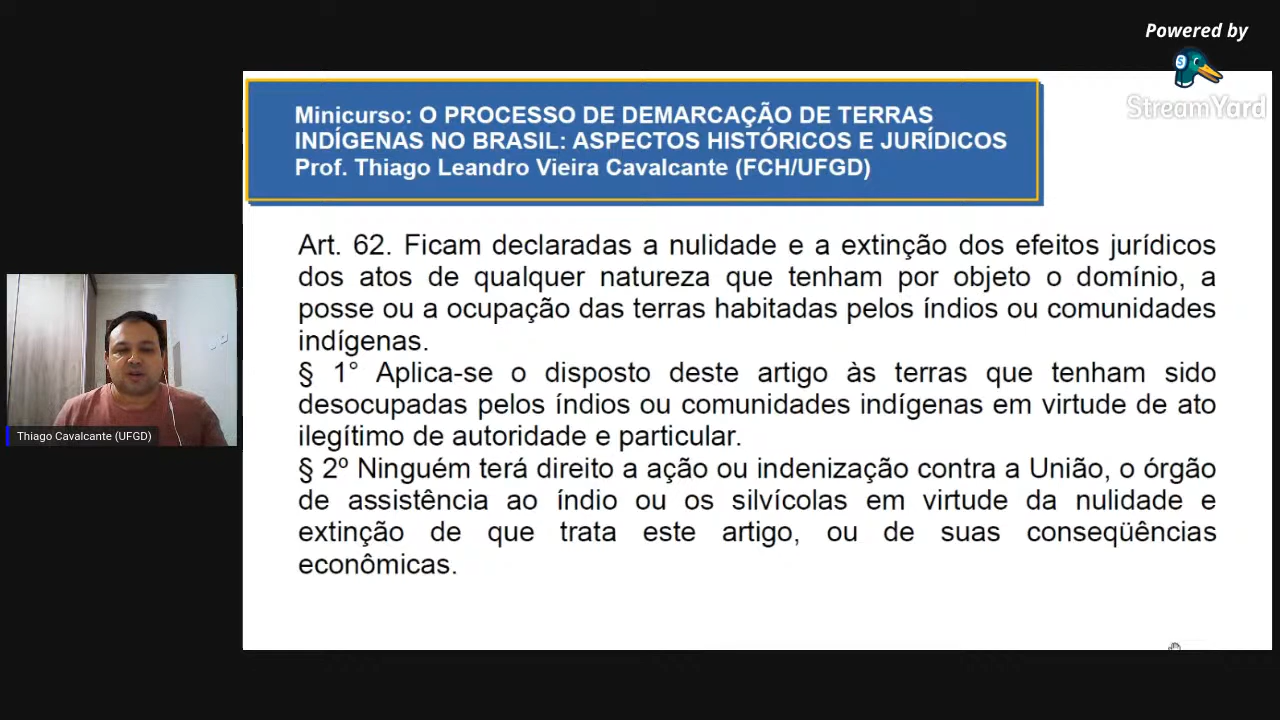 Powered by
StreamYard
Minicurso: O PROCESSO DE DEMARCAÇÃO DE TERRAS
INDÍGENAS NO BRASIL: ASPECTOS HISTÓRICOS E JURÍDICOS
Prof. Thiago Leandro Vieira Cavalcante (FCH/UFGD)
Art. 62. Ficam declaradas a nulidade e a extinção dos efeitos jurídicos
dos atos de qualquer natureza que tenham por objeto o domínio, a
posse ou a ocupação das terras habitadas pelos índios ou comunidades
indígenas.
§ 1° Aplica-se o disposto deste artigo às terras que tenham sido
desocupadas pelos índios ou comunidades indígenas em virtude de ato
ilegítimo de autoridade e particular.
§ 2º Ninguém terá direito a ação ou indenização contra a União, o órgão
de assistência ao índio ou os silvícolas em virtude da nulidade e
extinção de que trata este artigo, ou de suas conseqüências
econômicas.
Thiago Cavalcante (UFGD)